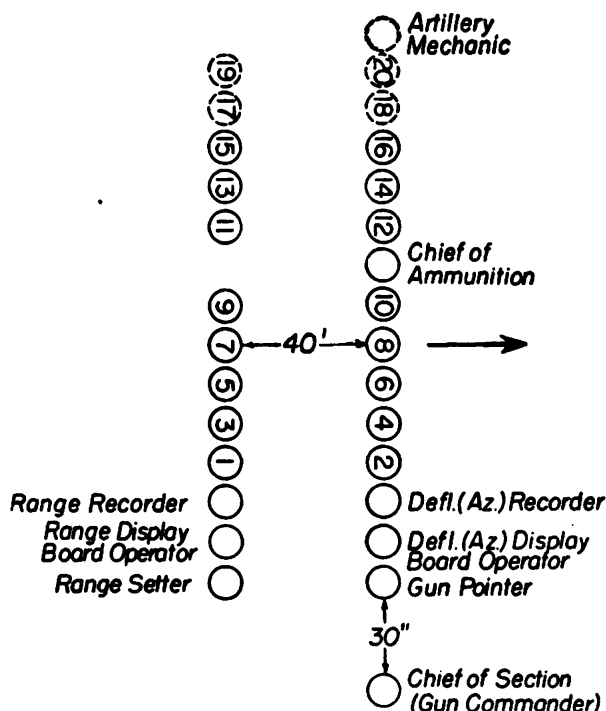 Artillery
Mechanic
19 20
17 18
15 16
13 14
11 12
Chief of
Ammunition
9 10
7 40' 8
5 6
3 4
1 2
Range Recorder Defl.(Az.) Recorder
Range Display Defl.(Az.) Display
Board Operator Board Operator
Range Setter Gun Pointer
30"
Chief of Section
(Gun Commander)